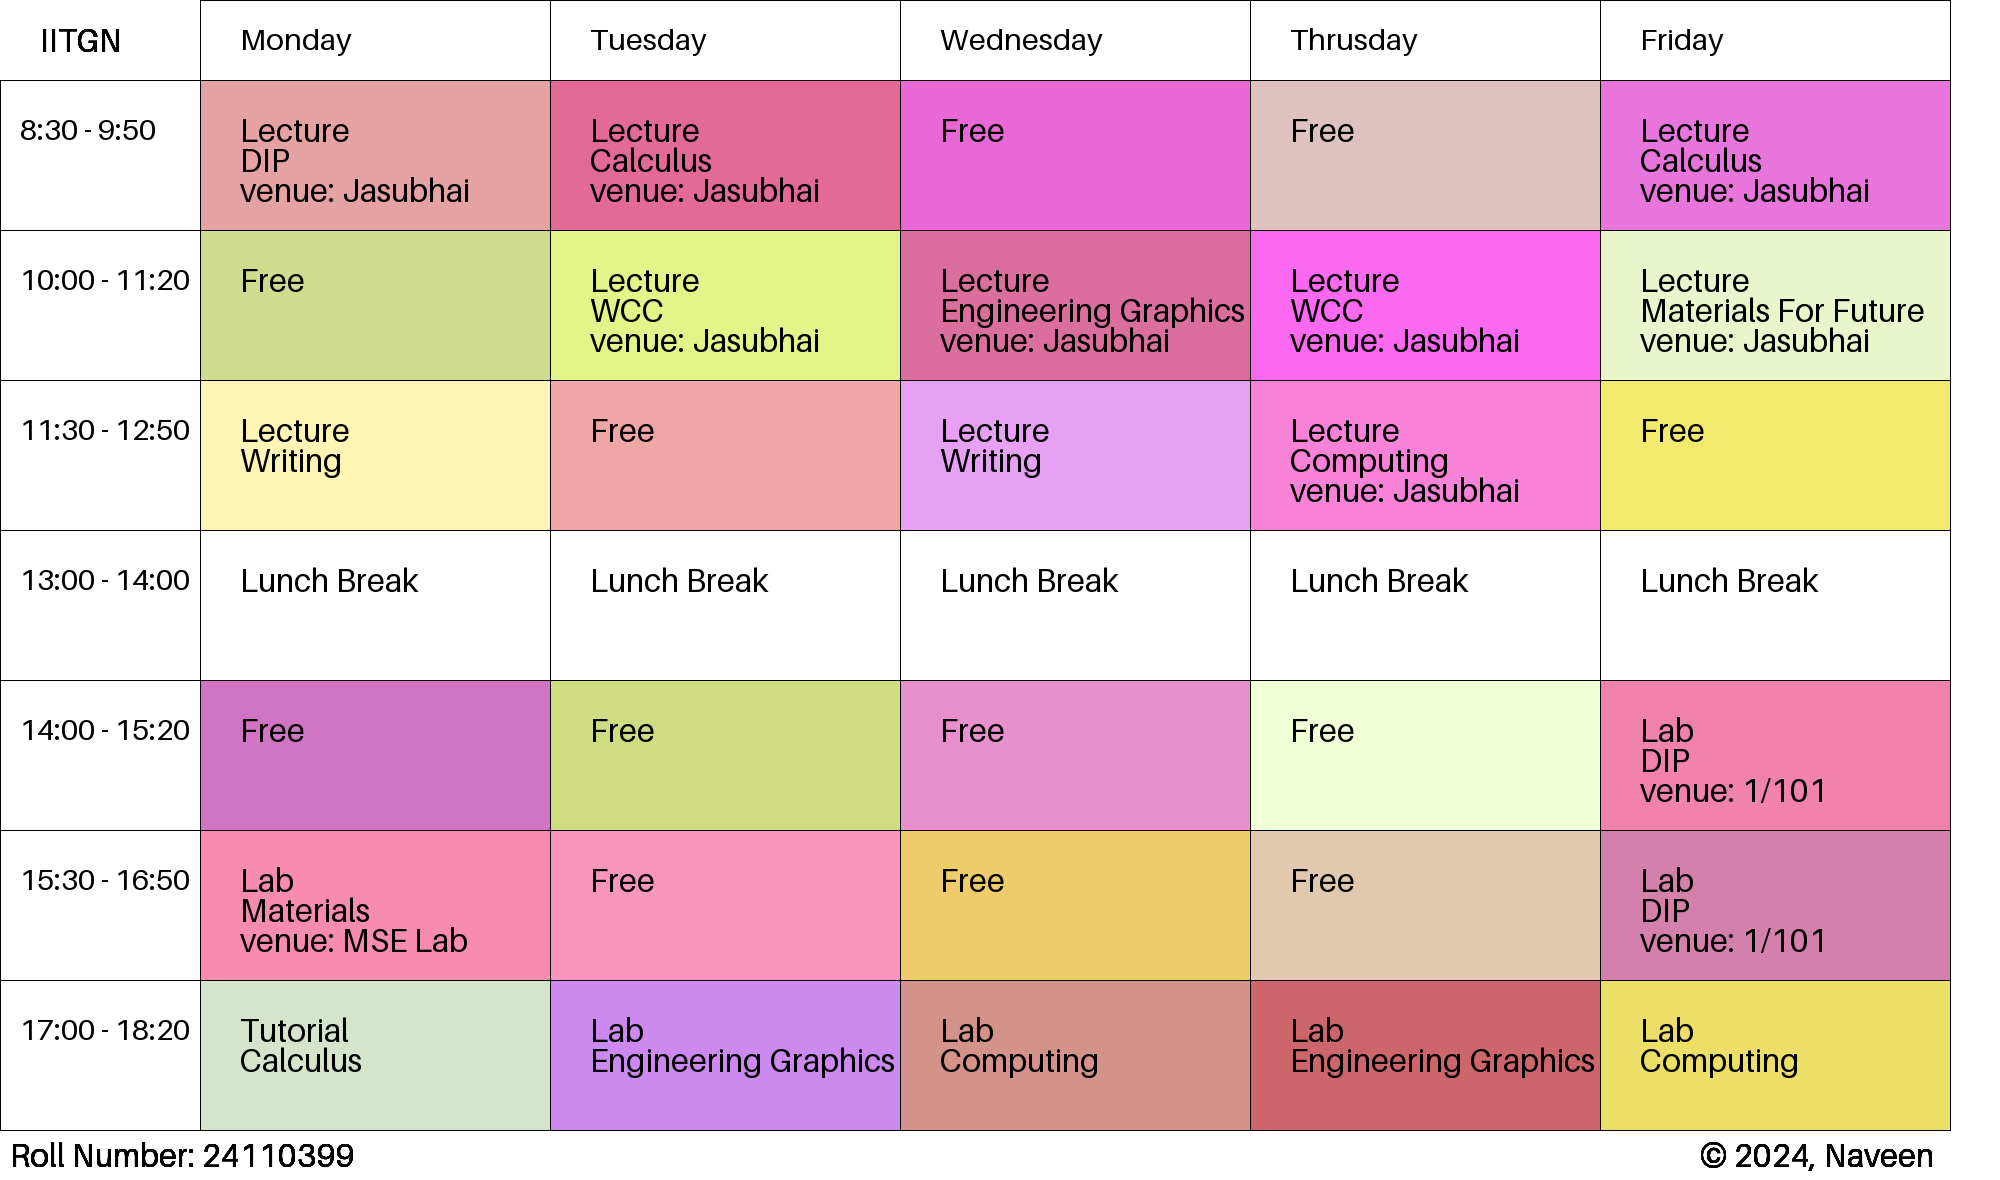 IITGN Monday Tuesday Wednesday Thrusday Friday
8:30 - 9:50
Lecture
DIP
venue: Jasubhai
Lecture
Calculus
venue: Jasubhai
Free
Free
Lecture
Calculus
venue: Jasubhai
10:00 - 11:20
Free
Lecture
WCC
venue: Jasubhai
Lecture
Engineering Graphics
venue: Jasubhai
Lecture
WCC
venue: Jasubhai
Lecture
Materials For Future
venue: Jasubhai
11:30 - 12:50
Lecture
Writing
Free
Lecture
Writing
Lecture
Computing
venue: Jasubhai
Free
13:00 - 14:00
Lunch Break
Lunch Break
Lunch Break
Lunch Break
Lunch Break
14:00 - 15:20
Free
Free
Free
Free
Lab
DIP
venue: 1/101
15:30 - 16:50
Lab
Materials
venue: MSE Lab
Free
Free
Free
Lab
DIP
venue: 1/101
17:00 - 18:20
Tutorial
Calculus
Lab
Engineering Graphics
Lab
Computing
Lab
Engineering Graphics
Lab
Computing
Roll Number: 24110399
© 2024, Naveen